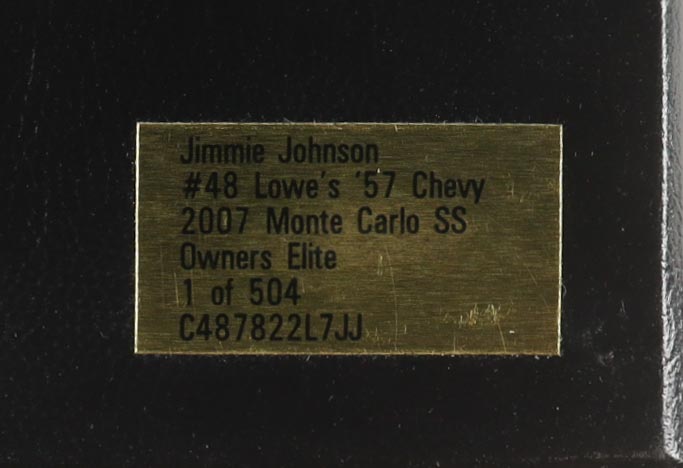 Jimmie Johnson
#48 Lowe's '57 Chevy
2007 Monte Carlo SS
Owners Elite
1 of 504
C487822L7JJ